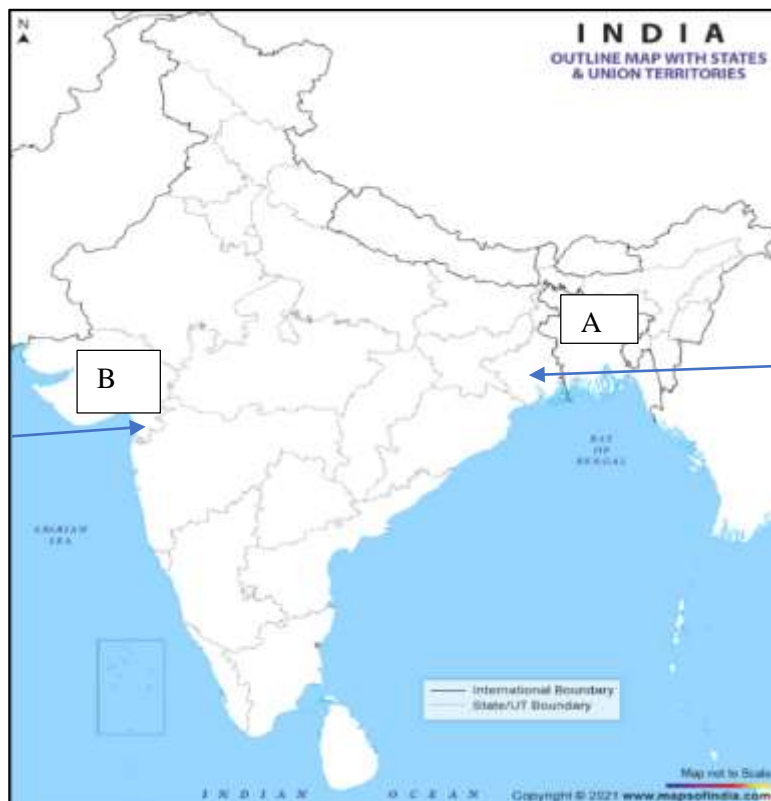 N
INDIA
OUTLINE MAP WITH STATES
& UNION TERRITORIES
A
B
BAY
OF
BENGAL
ARABIAN
SEA
International Boundary
State/UT Boundary
Map not to Scale
INDIAN OCEAN
Copyright © 2021 www.mapsofindia.com